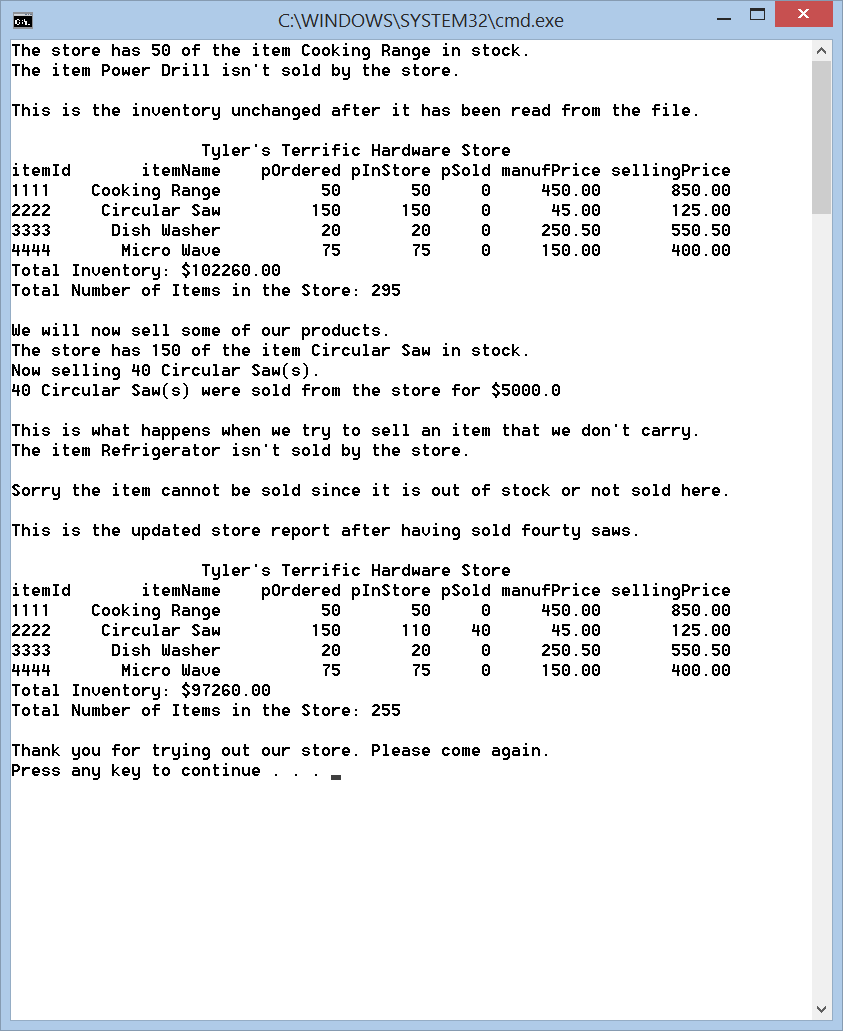 C:\WINDOWS\SYSTEM32\cmd.exe
The store has 50 of the item Cooking Range in stock.
The item Power Drill isn't sold by the store.
This is the inventory unchanged after it has been read from the file.
Tyler's Terrific Hardware Store
itemId itemName pOrdered pInStore pSold manufPrice sellingPrice
1111 Cooking Range 50 50 0 450.00 850.00
2222 Circular Saw 150 150 0 45.00 125.00
3333 Dish Washer 20 20 0 250.50 550.50
4444 Micro Wave 75 75 0 150.00 400.00
Total Inventory: $102260.00
Total Number of Items in the Store: 295
We will now sell some of our products.
The store has 150 of the item Circular Saw in stock.
Now selling 40 Circular Saw(s).
40 Circular Saw(s) were sold from the store for $5000.0
This is what happens when we try to sell an item that we don't carry.
The item Refrigerator isn't sold by the store.
Sorry the item cannot be sold since it is out of stock or not sold here.
This is the updated store report after having sold fourty saws.
Tyler's Terrific Hardware Store
itemId itemName pOrdered pInStore pSold manufPrice sellingPrice
1111 Cooking Range 50 50 0 450.00 850.00
2222 Circular Saw 150 110 40 45.00 125.00
3333 Dish Washer 20 20 0 250.50 550.50
4444 Micro Wave 75 75 0 150.00 400.00
Total Inventory: $97260.00
Total Number of Items in the Store: 255
Thank you for trying out our store. Please come again.
Press any key to continue . . .